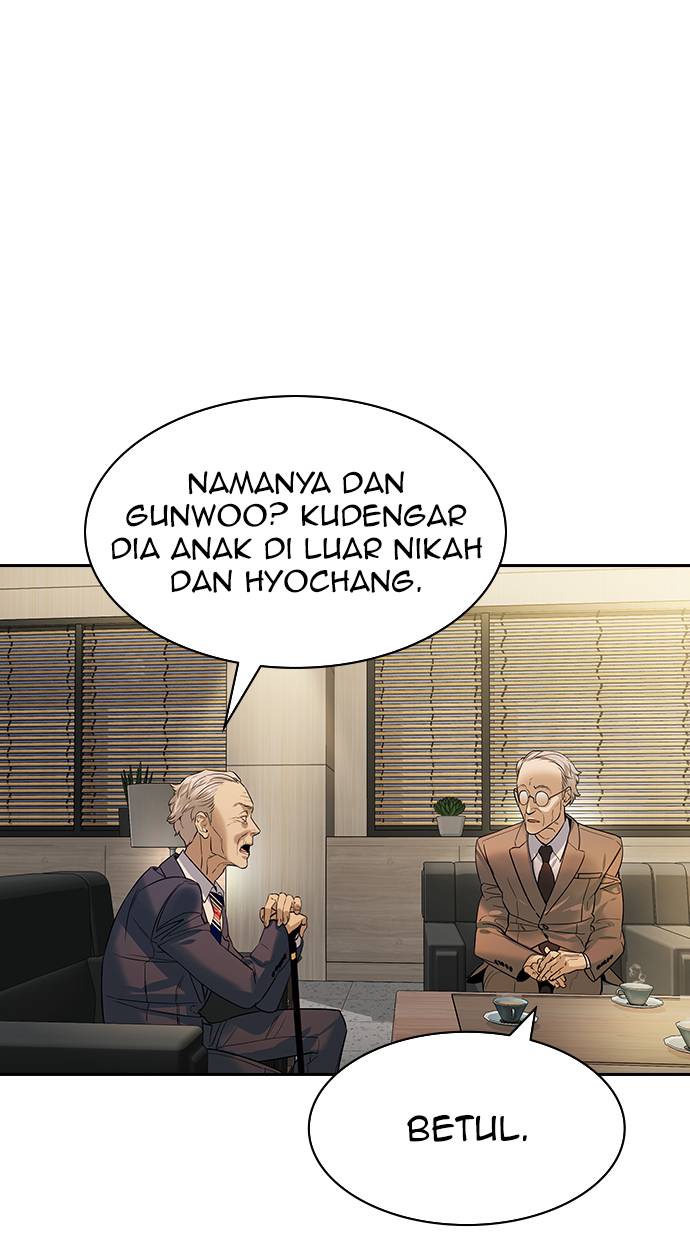 NAMANYA DAN
GUNWOO? KUDENGAR
DIA ANAK DI LUAR NIKAH
DAN HYOCHANG.
BETUL.